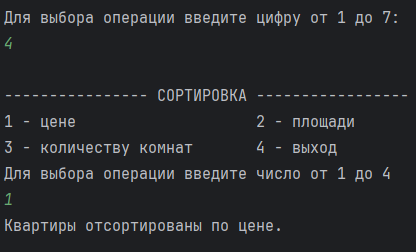 Для выбора операции введите цифру от 1 до 7:
4
---------------- СОРТИРОВКА -----------------
1 - цене 2 - площади
3 - количеству комнат 4 - выход
Для выбора операции введите число от 1 до 4
1
Квартиры отсортированы по цене.